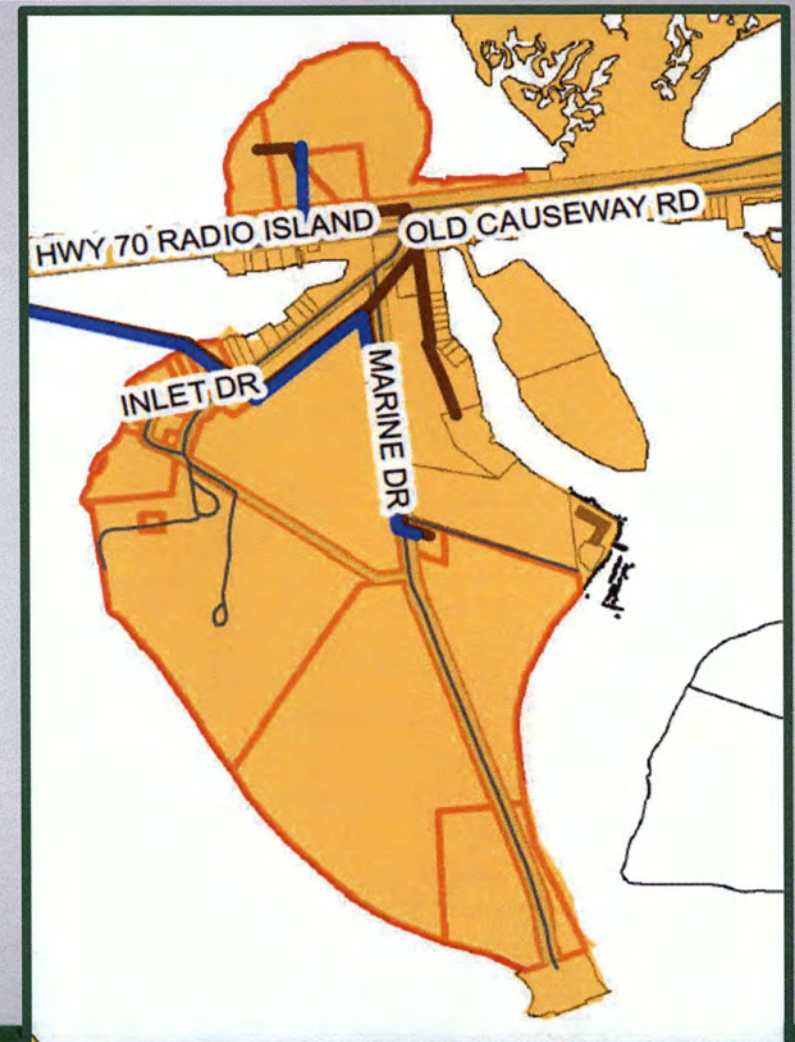 HWY 70 RADIO ISLAND
OLD CAUSEWAY RD
INLET DR
MARINE DR